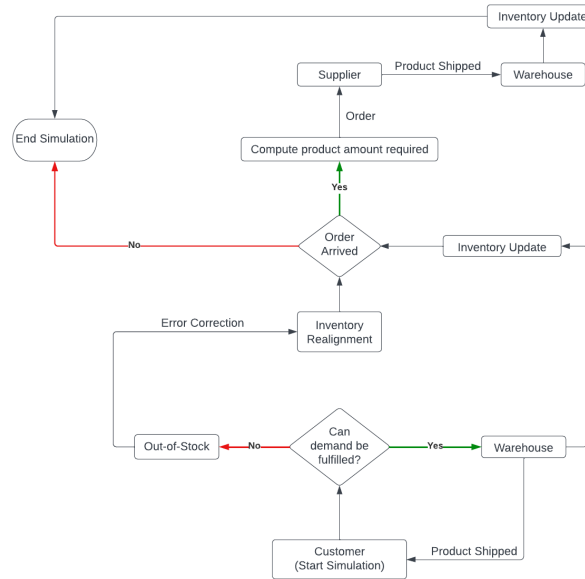 Inventory Update
Supplier
Product Shipped
Warehouse
Order
End Simulation
Compute product amount required
Yes
Order
Arrived
No
Inventory Update
Error Correction
Inventory
Realignment
Can
demand be
fulfilled?
Out-of-Stock
No
Yes
Warehouse
Customer
(Start Simulation)
Product Shipped